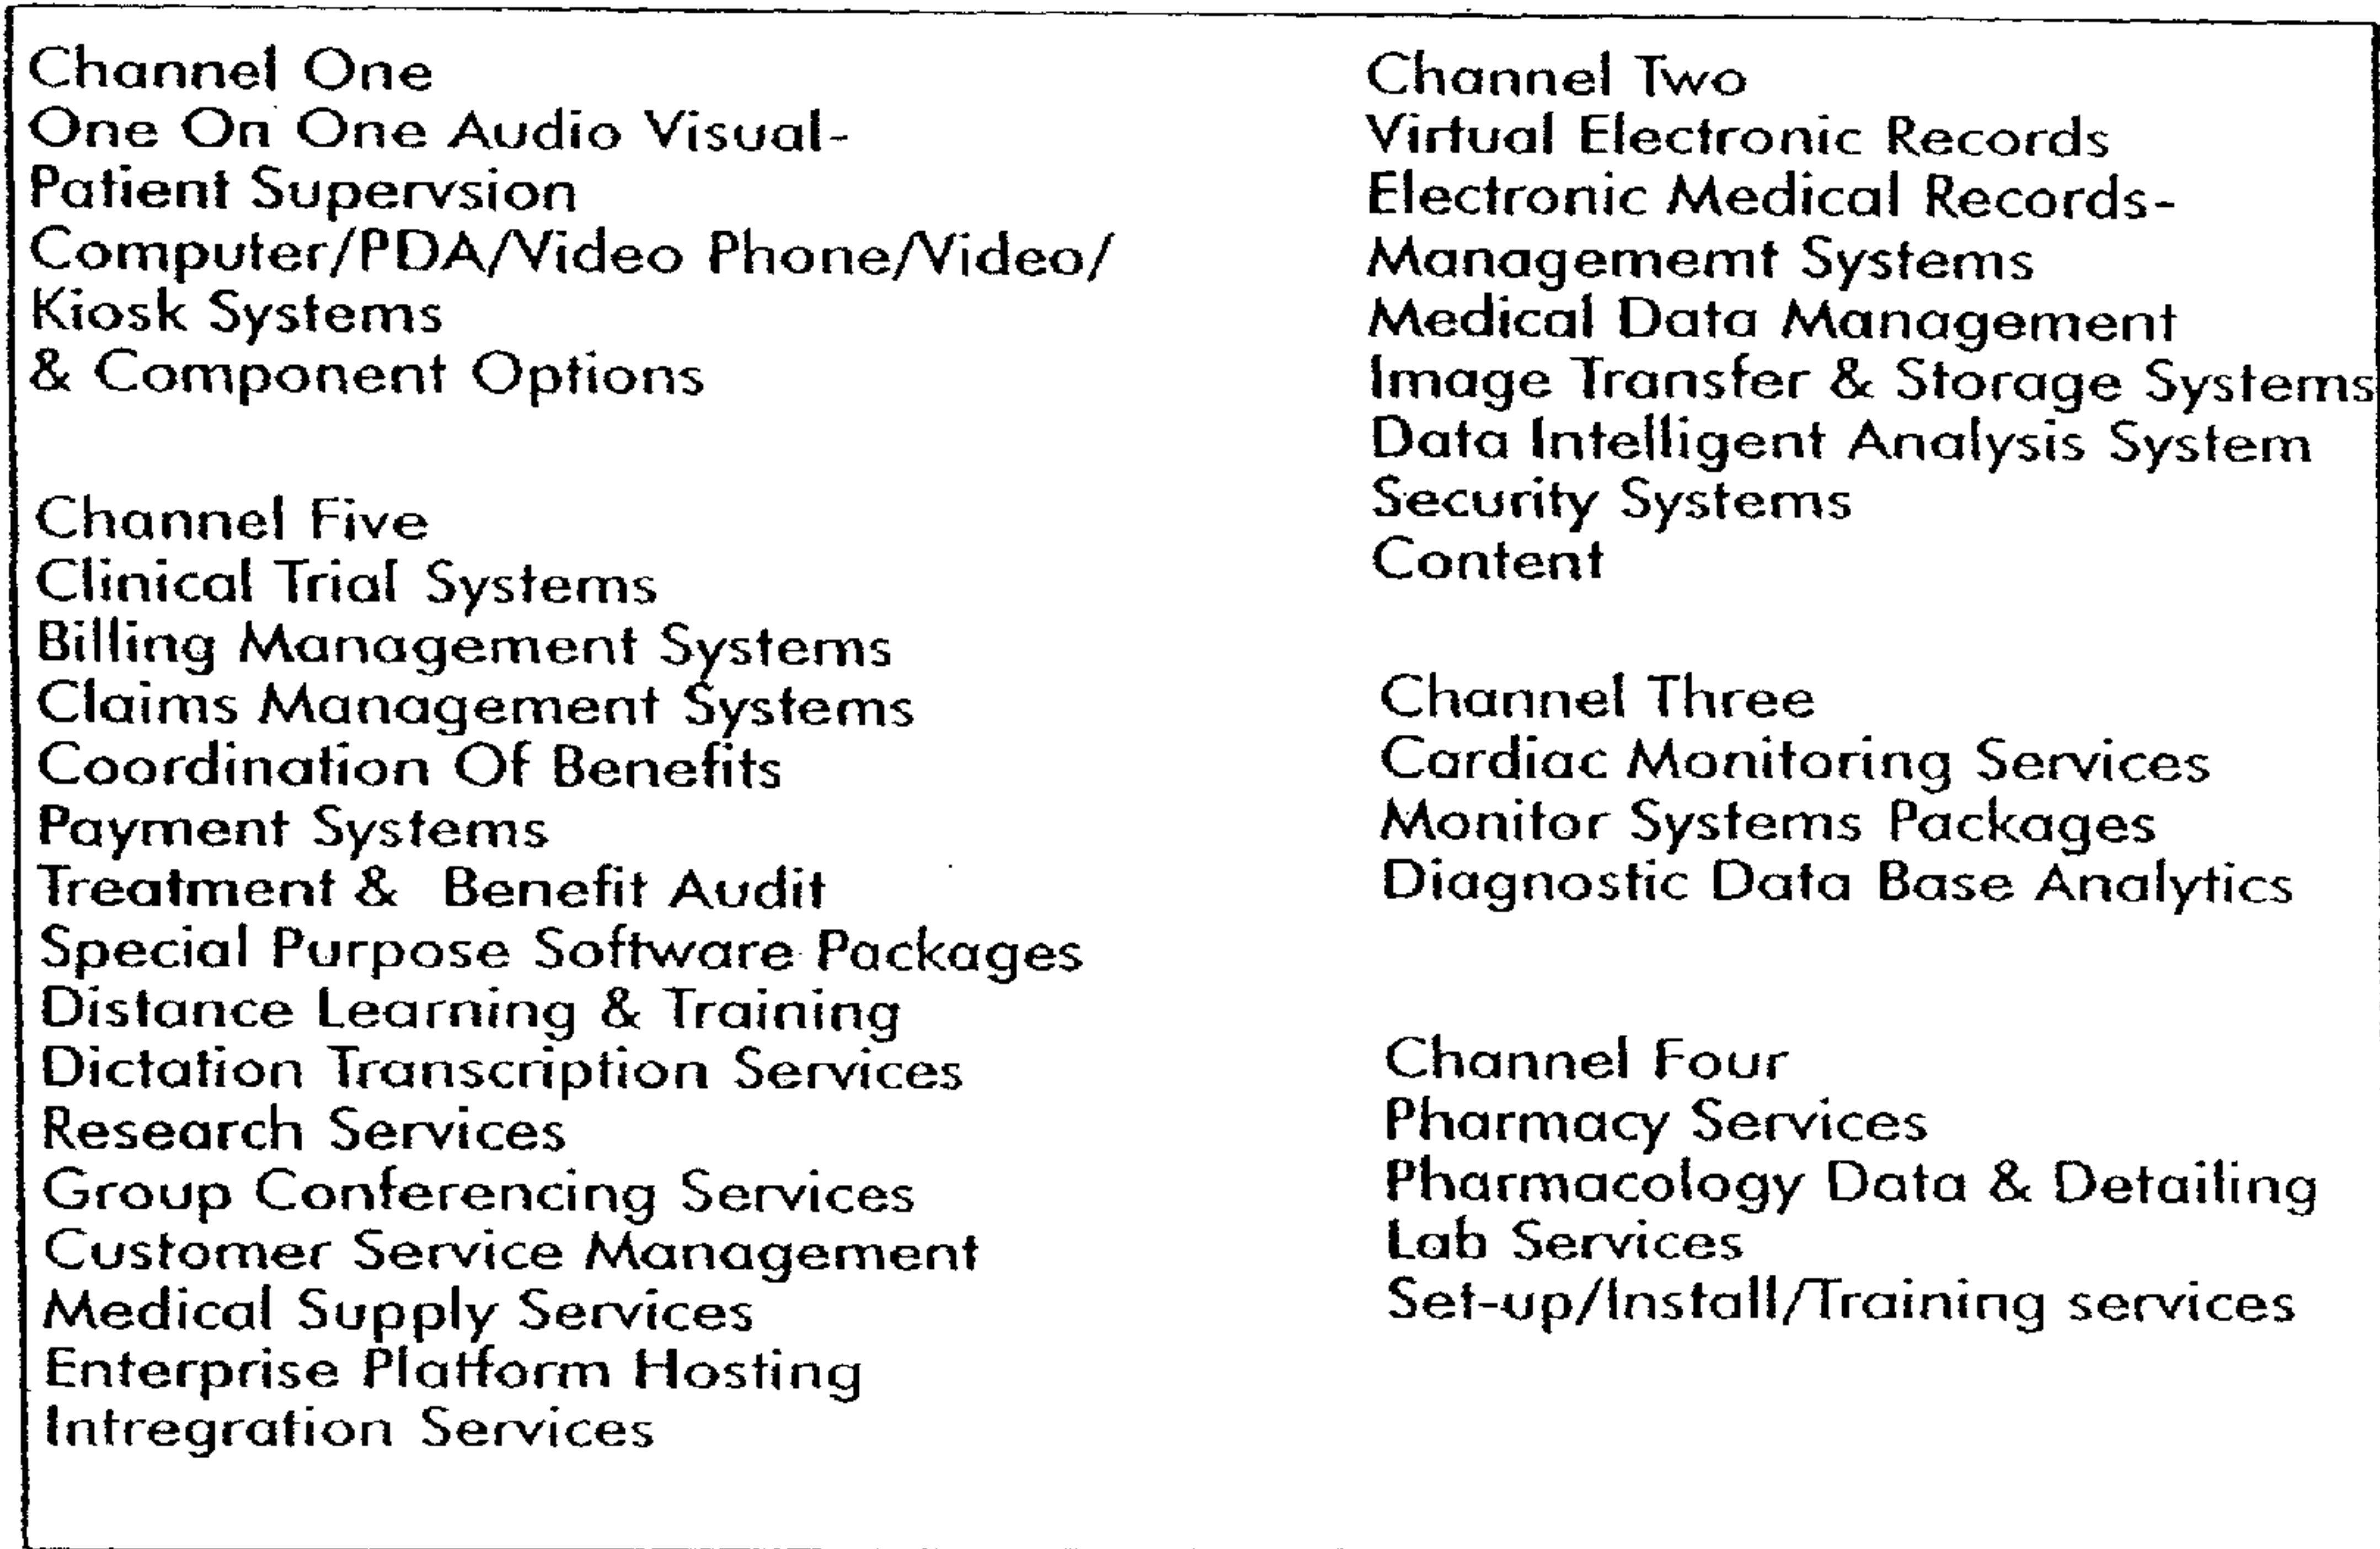 Channel One
One On One Audio Visual-
Patient Supervsion
Computer/PDA/Video Phone/Video/
Kiosk Systems
& Component Options
Channel Five
Clinical Trial Systems
Billing Management Systems
Claims Management Systems
Coordination Of Benefits
Payment Systems
Treatment & Benefit Audit
Special Purpose Software Packages
Distance Learning & Training
Dictation Transcription Services
Research Services
Group Conferencing Services
Customer Service Management
Medical Supply Services
Enterprise Platform Hosting
Intregration Services
Channel Two
Virtual Electronic Records
Electronic Medical Records-
Managememt Systems
Medical Data Management
Image Transfer & Storage Systems
Data Intelligent Analysis System
Security Systems
Content
Channel Three
Cardiac Monitoring Services
Monitor Systems Packages
Diagnostic Data Base Analytics
Channel Four
Pharmacy Services
Pharmacology Data & Detailing
Lab Services
Set-up/Install/Training services